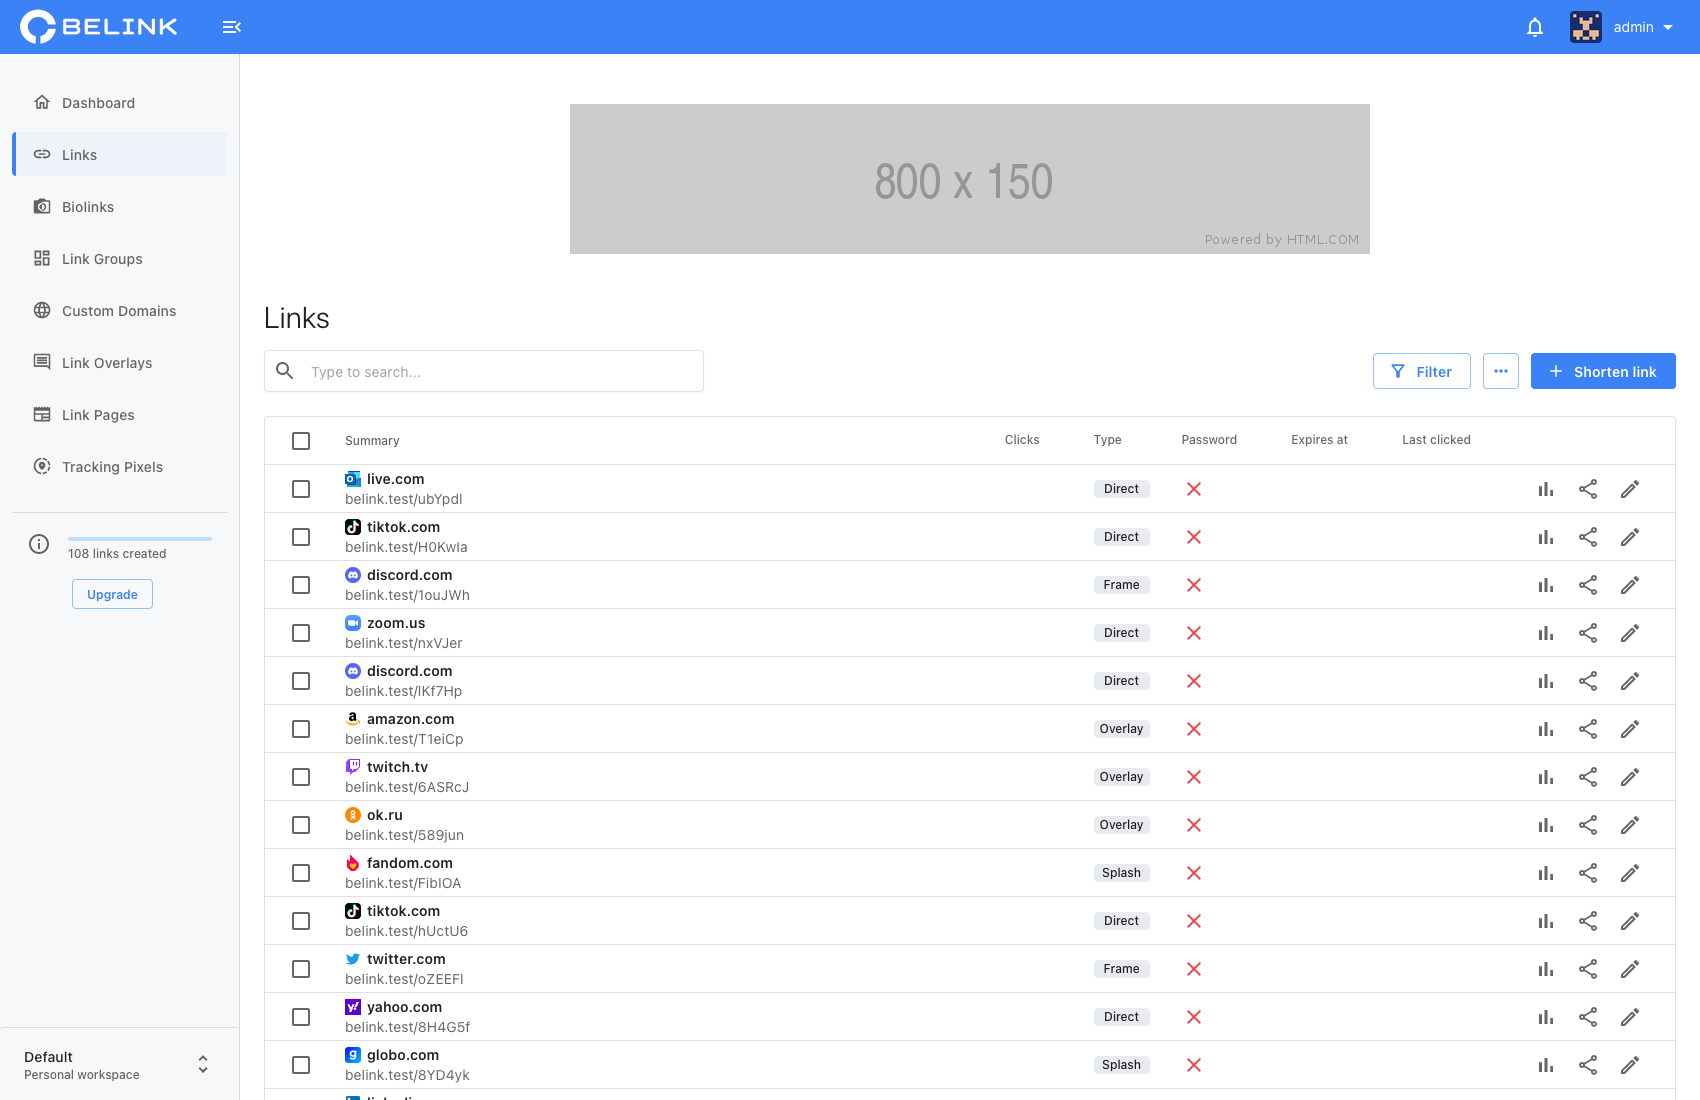 BELINK
admin
Dashboard
Links
Biolinks
Link Groups
Custom Domains
Link Overlays
Link Pages
Tracking Pixels
108 links created
Upgrade
Default
Personal workspace
800 x 150
Powered by HTML.COM
Links
Type to search...
Filter
Shorten link
Summary Clicks Type Password Expires at Last clicked
live.com
belink.test/ubYpdI Direct
tiktok.com
belink.test/H0Kwla Direct
discord.com
belink.test/1ouJWh Frame
zoom.us
belink.test/nxVJer Direct
discord.com
belink.test/lKf7Hp Direct
amazon.com
belink.test/T1eiCp Overlay
twitch.tv
belink.test/6ASRcJ Overlay
ok.ru
belink.test/589jun Overlay
fandom.com
belink.test/FibIOA Splash
tiktok.com
belink.test/hUctU6 Direct
twitter.com
belink.test/oZEEFl Frame
yahoo.com
belink.test/8H4G5f Direct
globo.com
belink.test/8YD4yk Splash